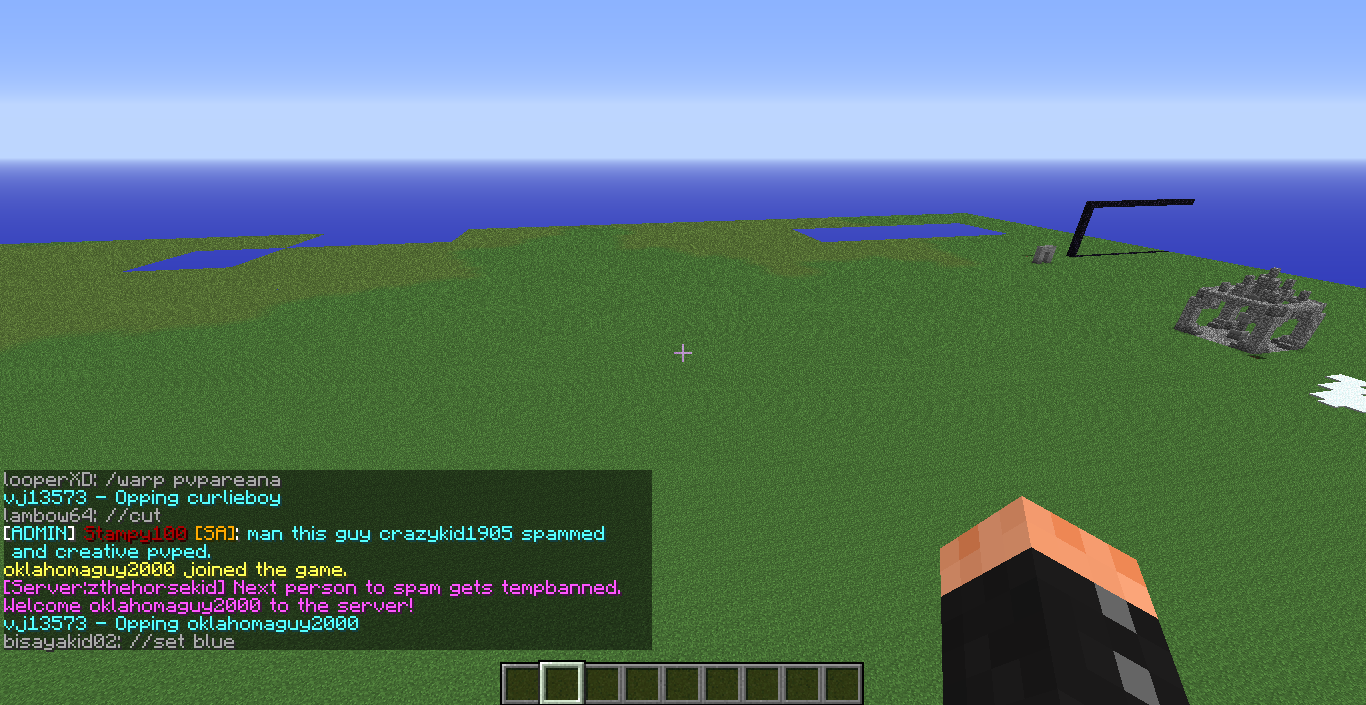 looperXD: /warp pvpareana
vj13573 - Opping curlieboy
lambow64: //cut
[ADMIN] Stampy100 [SA]: man this guy crazykid1905 spammed
and creative pvped.
oklahomaguy2000 joined the game.
[Server:zthehorsekid] Next person to spam gets tempbanned.
Welcome oklahomaguy2000 to the server!
vj13573 - Opping oklahomaguy2000
bisayakid02: //set blue